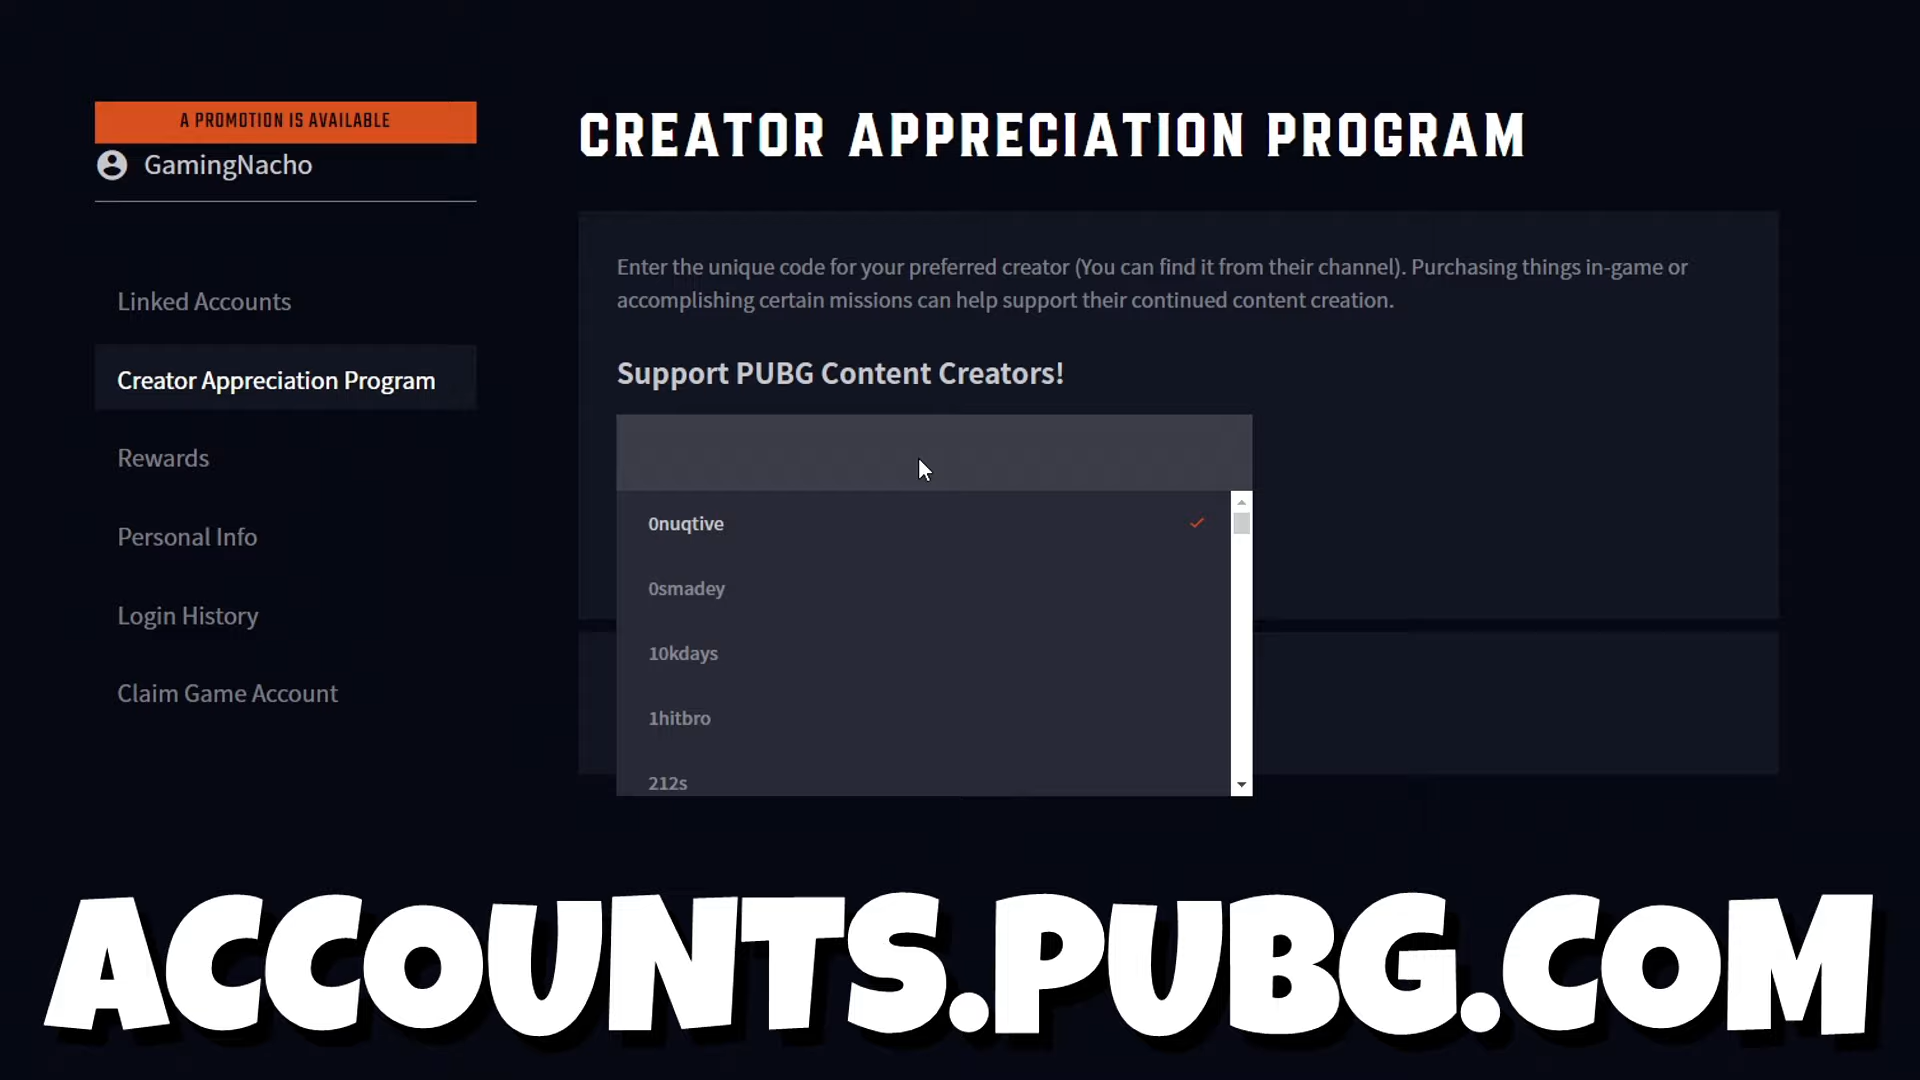 A PROMOTION IS AVAILABLE
GamingNacho
Linked Accounts
Creator Appreciation Program
Rewards
Personal Info
Login History
Claim Game Account
CREATOR APPRECIATION PROGRAM
Enter the unique code for your preferred creator (You can find it from their channel). Purchasing things in-game or
accomplishing certain missions can help support their continued content creation.
Support PUBG Content Creators!
0nuqtive
0smadey
10kdays
1hitbro
212s
ACCOUNTS.PUBG.COM